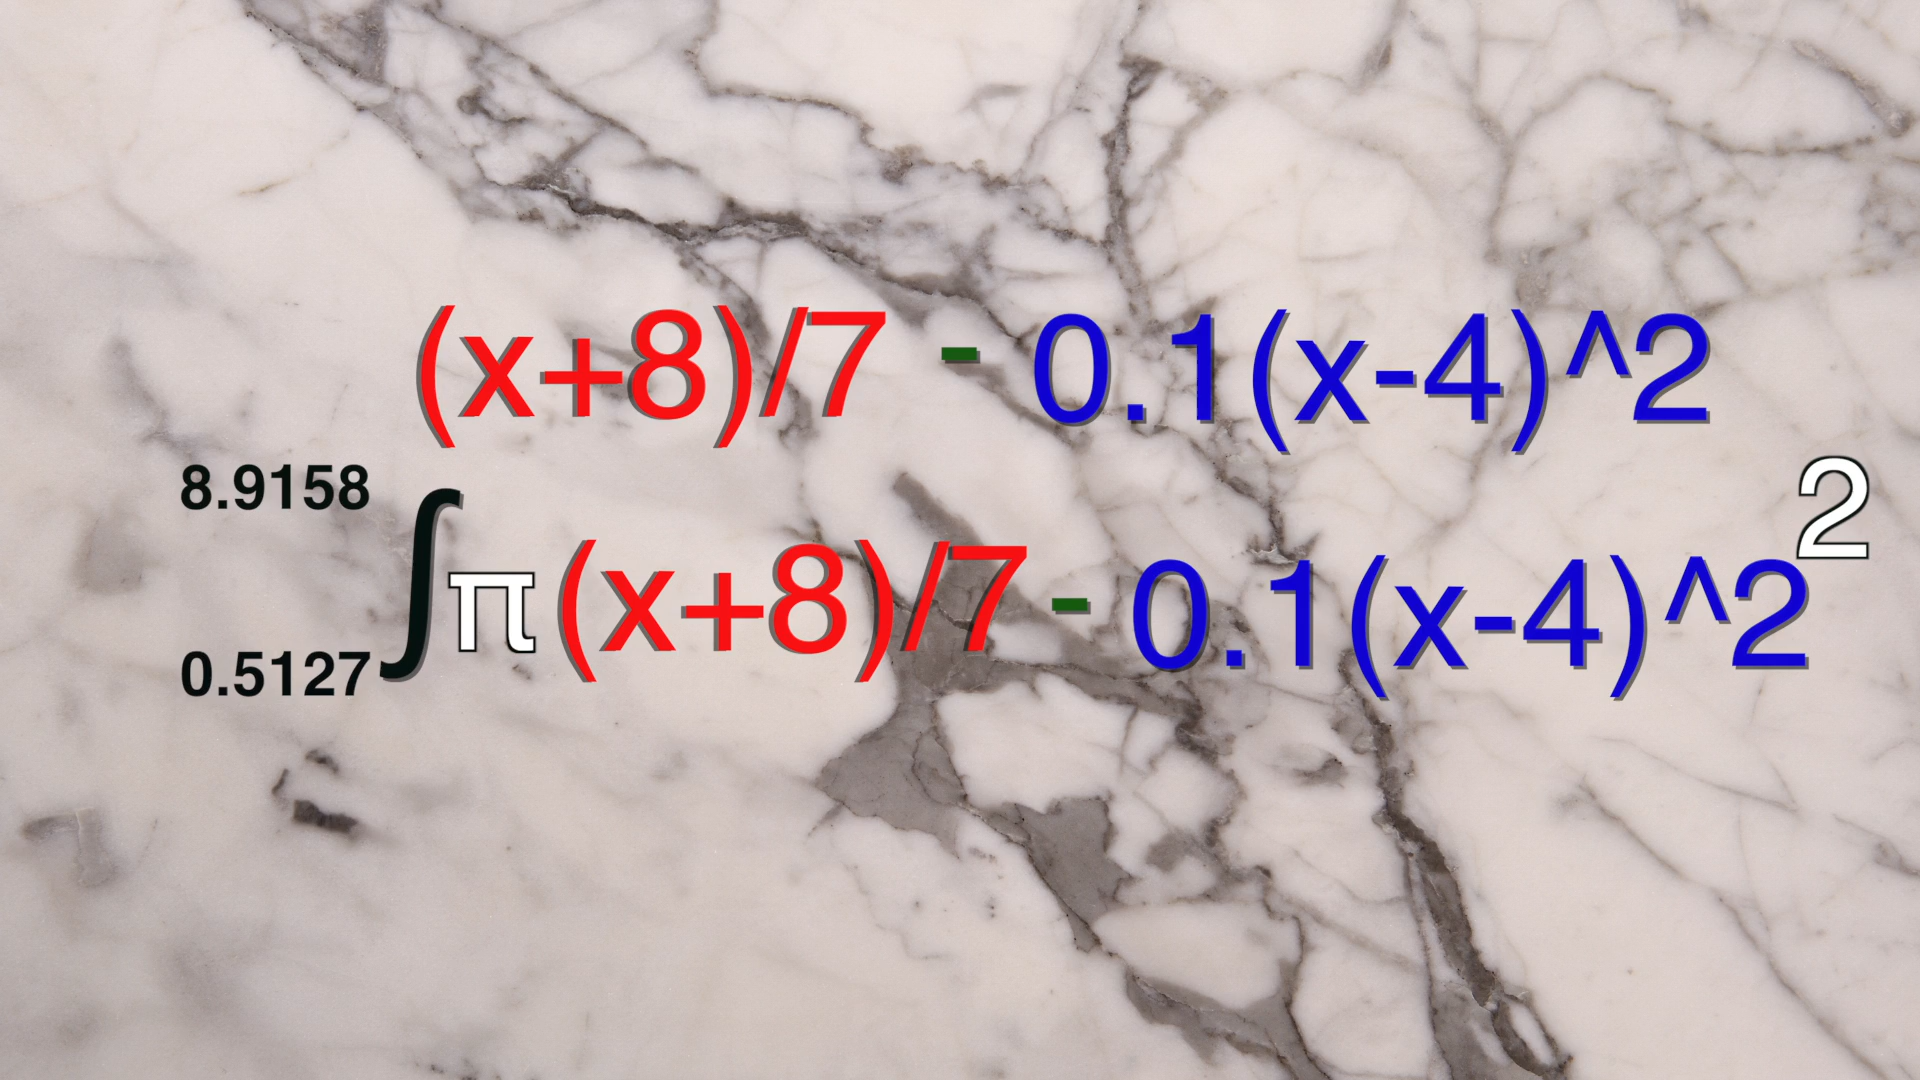 (x+8)/7 - 0.1(x-4)^2
8.9158
2
∫π(x+8)/7 - 0.1(x-4)^2
0.5127